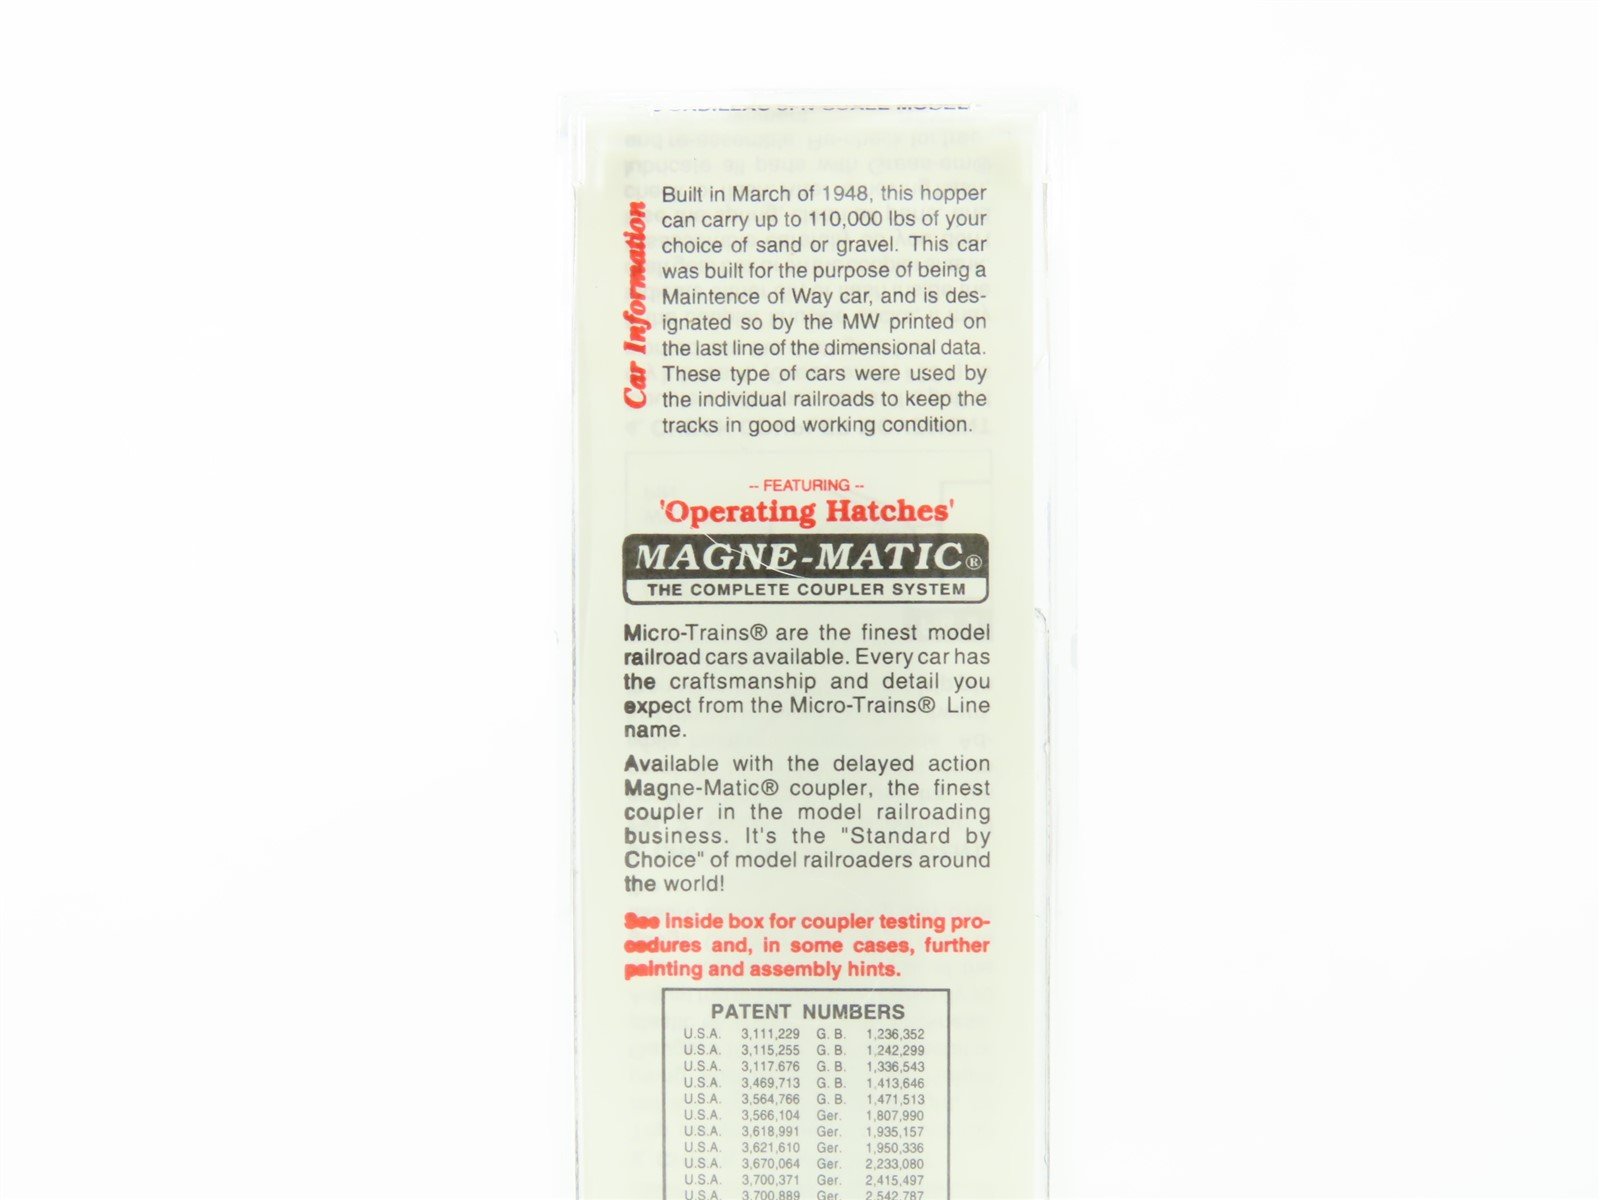 Built in March of 1948, this hopper
can carry up to 110,000 lbs of your
choice of sand or gravel. This car
was built for the purpose of being a
Maintence of Way car, and is des-
ignated so by the MW printed on
the last line of the dimensional data.
These type of cars were used by
the individual railroads to keep the
tracks in good working condition.
Car Information
-- FEATURING --
'Operating Hatches'
MAGNE-MATIC®
THE COMPLETE COUPLER SYSTEM
Micro-Trains® are the finest model
railroad cars available. Every car has
the craftsmanship and detail you
expect from the Micro-Trains® Line
name.
Available with the delayed action
Magne-Matic® coupler, the finest
coupler in the model railroading
business. It's the "Standard by
Choice" of model railroaders around
the world!
See inside box for coupler testing pro-
cedures and, in some cases, further
painting and assembly hints.
PATENT NUMBERS
U.S.A. 3,111,229 G. B. 1,236,352
U.S.A. 3,115,255 G. B. 1,242,299
U.S.A. 3,117.676 G. B. 1,336,543
U.S.A. 3,469,713 G. B. 1,413,646
U.S.A. 3,564,766 G. B. 1,471,513
U.S.A. 3,566,104 Ger. 1,807,990
U.S.A. 3,618,991 Ger. 1,935,157
U.S.A. 3,621,610 Ger. 1,950,336
U.S.A. 3,670,064 Ger. 2,233,080
U.S.A. 3,700,371 Ger. 2,415,497
U.S.A. 3,700,889 Ger. 2,542,787